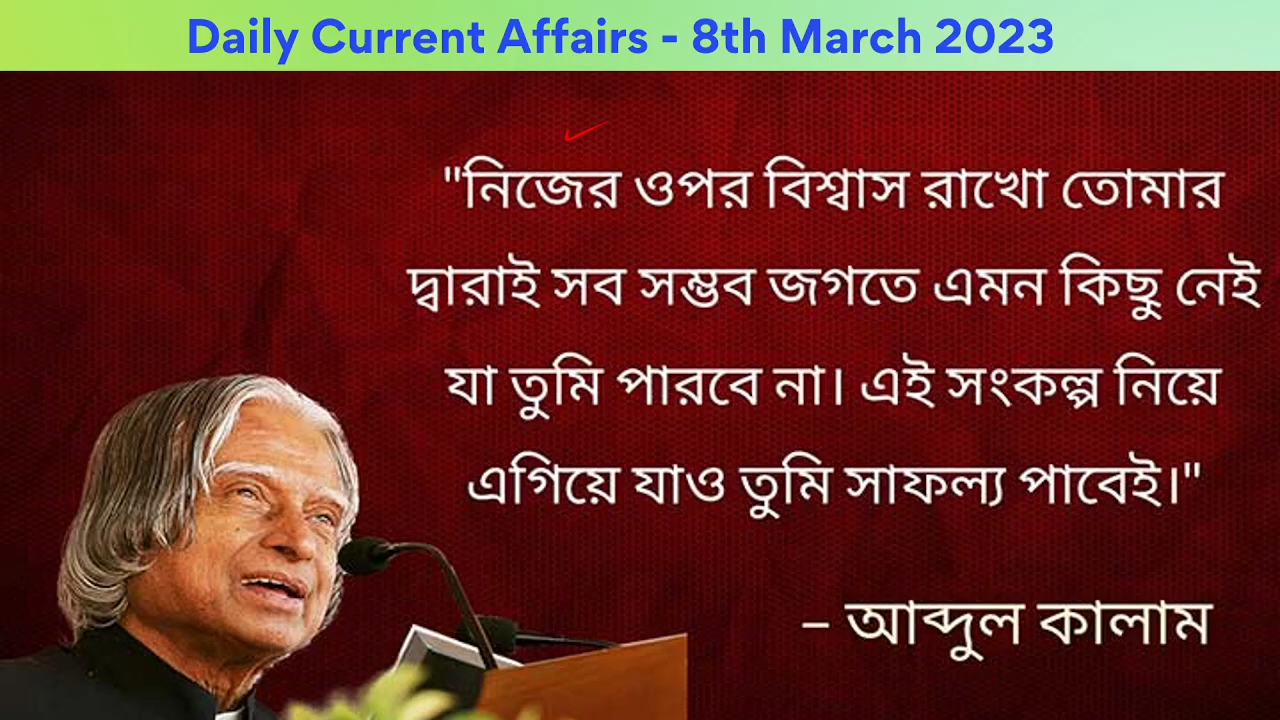 Daily Current Affairs - 8th March 2023
"নিজের ওপর বিশ্বাস রাখো তোমার
দ্বারাই সব সম্ভব জগতে এমন কিছু নেই
যা তুমি পারবে না। এই সংকল্প নিয়ে
এগিয়ে যাও তুমি সাফল্য পাবেই।"
– আব্দুল কালাম